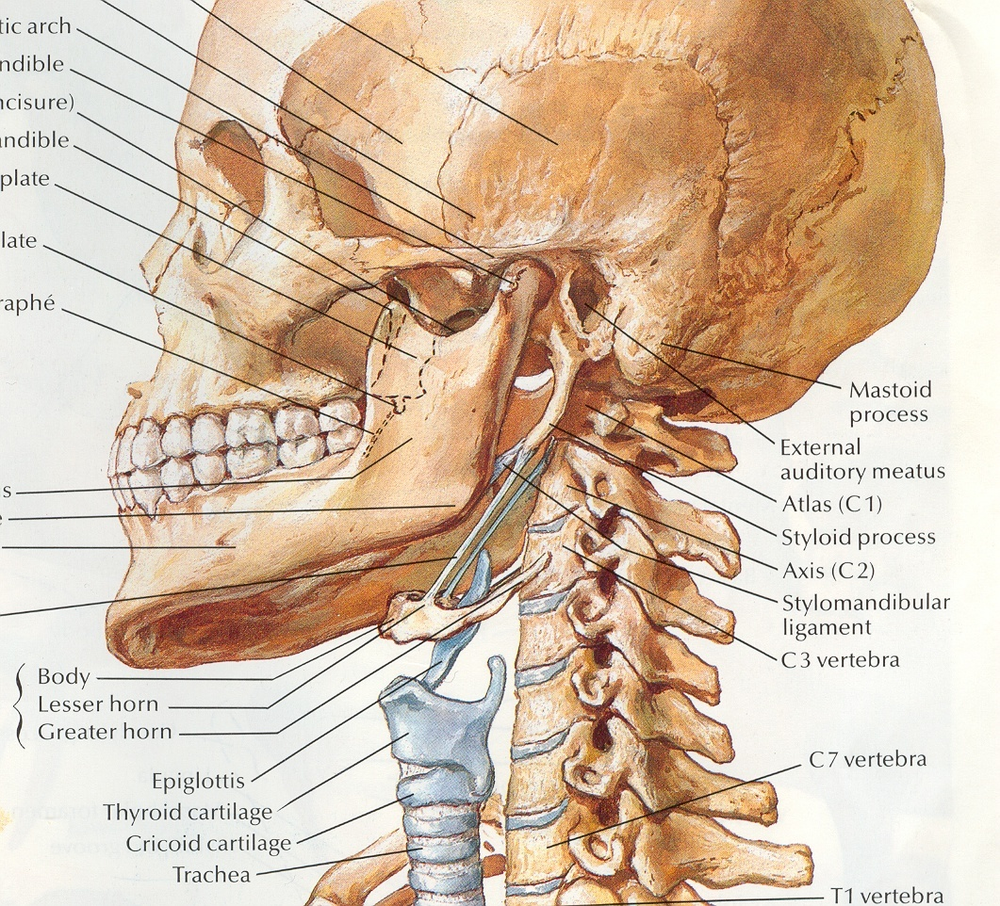 tic arch
ndible
ncisure)
andible
plate
late
raphé
s
e
Body
Lesser horn
Greater horn
Epiglottis
Thyroid cartilage
Cricoid cartilage
Trachea
Mastoid
process
External
auditory meatus
Atlas (C1)
Styloid process
Axis (C2)
Stylomandibular
ligament
C3 vertebra
C7 vertebra
T1 vertebra